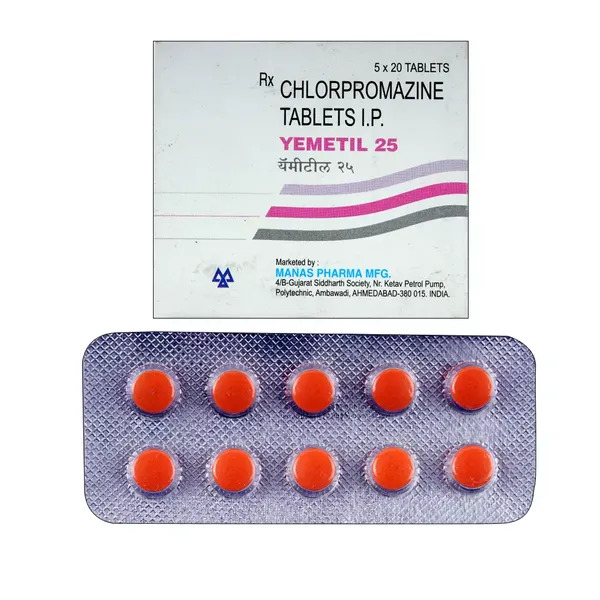 5 x 20 TABLETS
Rx CHLORPROMAZINE
TABLETS I.P.
YEMETIL 25
यॅमीटील २५
Marketed by :
MANAS PHARMA MFG.
4/B-Gujarat Siddharth Society, Nr. Ketav Petrol Pump,
Polytechnic, Ambawadi, AHMEDABAD-380 015. INDIA.